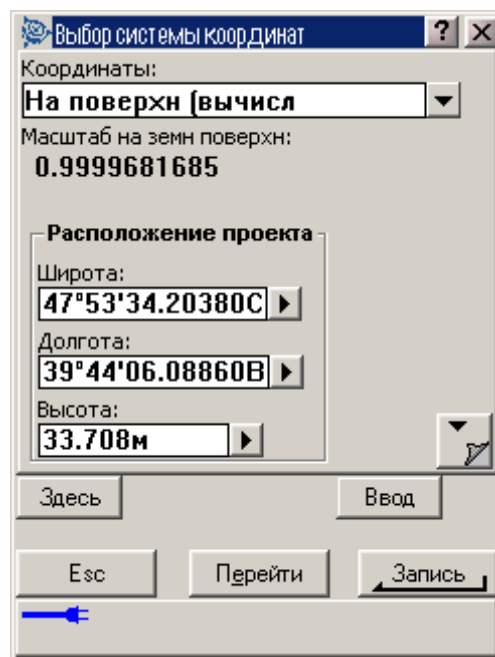 Выбор системы координат ? X
Координаты:
На поверхн (вычисл
Масштаб на земн поверхн:
0.9999681685
Расположение проекта
Широта:
47°53'34.20380С
Долгота:
39°44'06.08860В
Высота:
33.708м
Здесь Ввод
Esc Перейти Запись